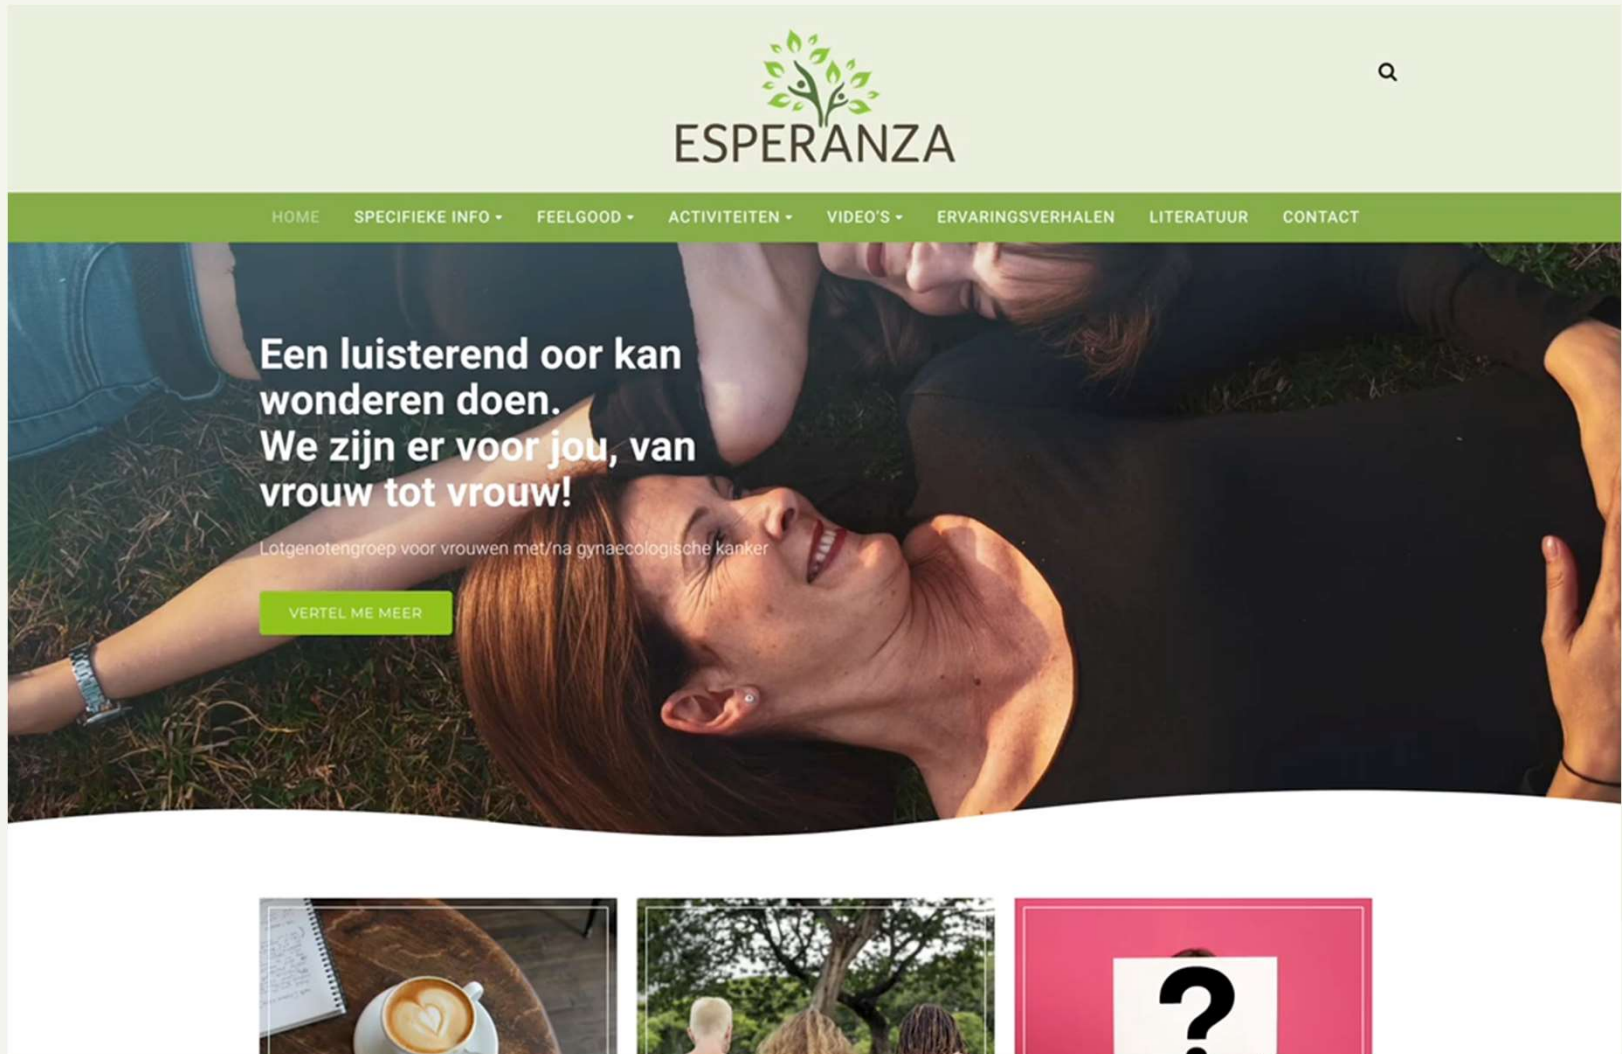 ESPERANZA
HOME SPECIFIEKE INFO FEELGOOD ACTIVITEITEN VIDEO'S ERVARINGSVERHALEN LITERATUUR CONTACT
Een luisterend oor kan
wonderen doen.
We zijn er voor jou, van
vrouw tot vrouw!
Lotgenotengroep voor vrouwen met/na gynaecologische kanker
VERTEL ME MEER
?